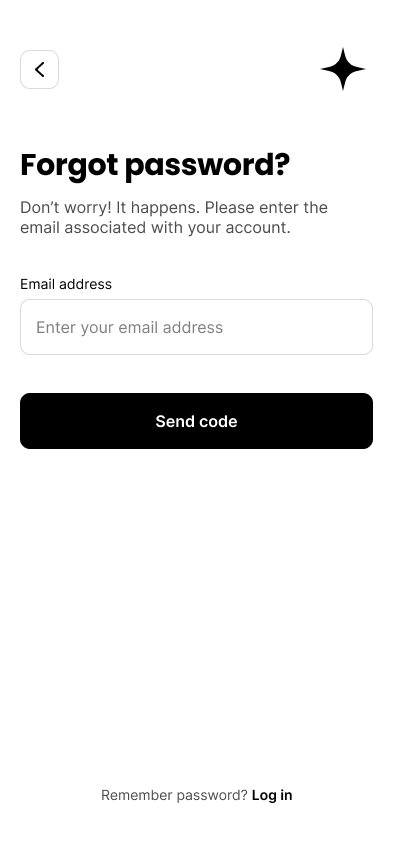 Forgot password?
Don’t worry! It happens. Please enter the
email associated with your account.
Email address
Enter your email address
Send code
Remember password? Log in